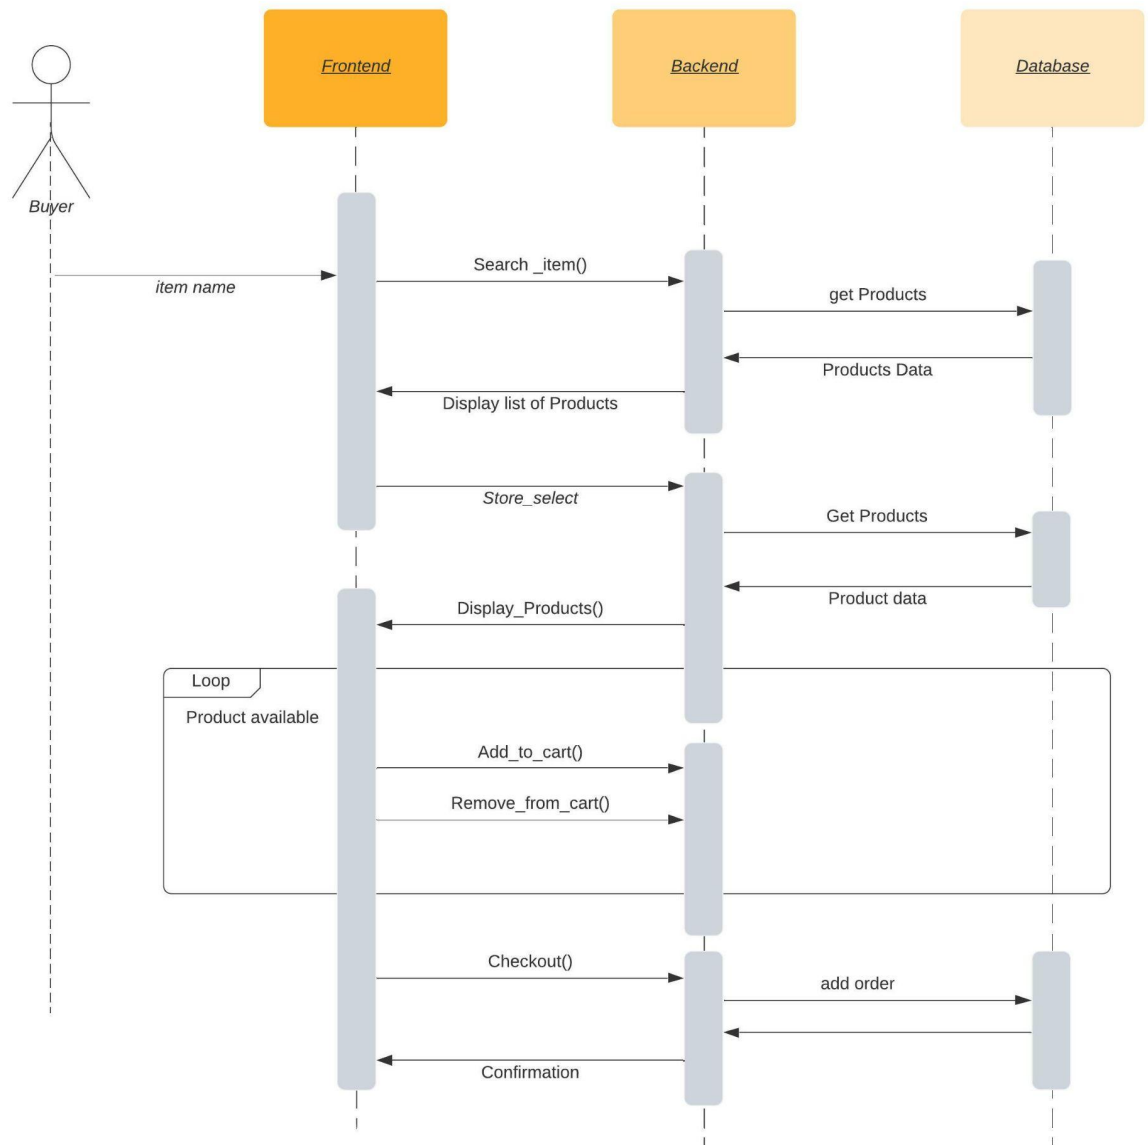 Frontend
Backend
Database
Buyer
item name
Search _item()
get Products
Products Data
Display list of Products
Store_select
Get Products
Product data
Display_Products()
Loop
Product available
Add_to_cart()
Remove_from_cart()
Checkout()
add order
Confirmation